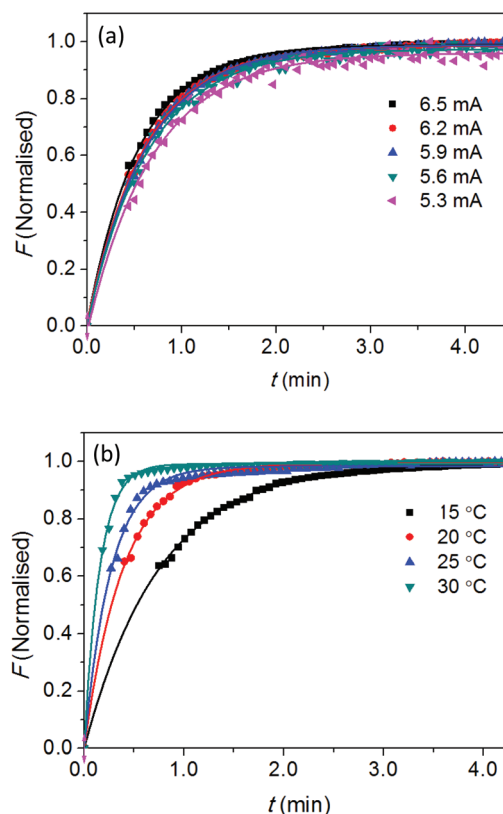 (a)
1.0
0.8
0.6
0.4
0.2
0.0
F (Normalised)
6.5 mA
6.2 mA
5.9 mA
5.6 mA
5.3 mA
0.0 1.0 2.0 3.0 4.0
t (min)
(b)
1.0
0.8
0.6
0.4
0.2
0.0
F (Normalised)
15 °C
20 °C
25 °C
30 °C
0.0 1.0 2.0 3.0 4.0
t (min)